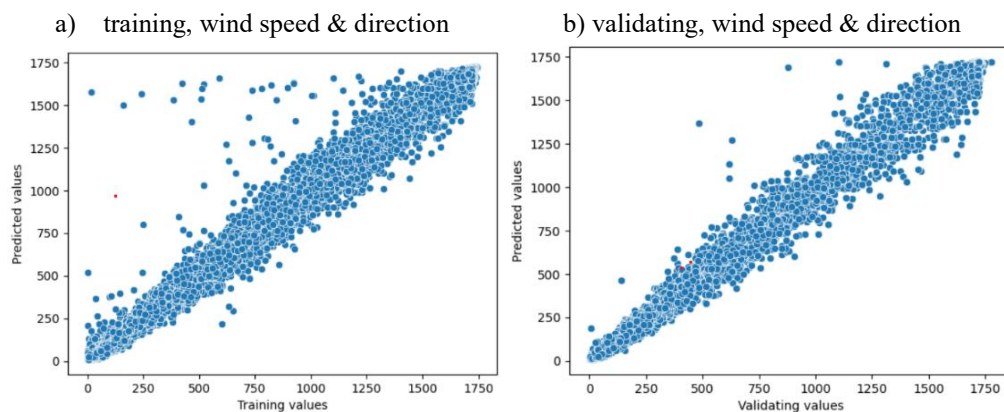 a) training, wind speed & direction
1750
1500
1250
1000
750
500
250
0
Predicted values
0 250 500 750 1000 1250 1500 1750
Training values
b) validating, wind speed & direction
1750
1500
1250
1000
750
500
250
0
Predicted values
0 250 500 750 1000 1250 1500 1750
Validating values